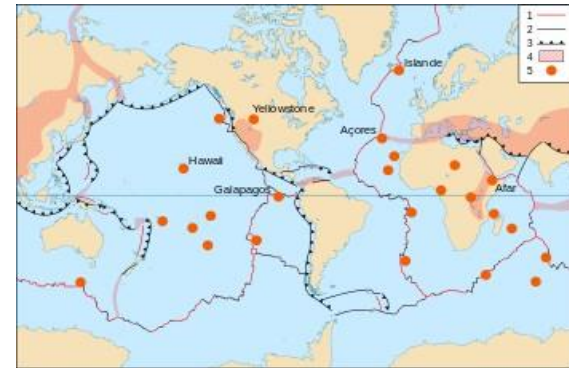 1
2
3
4
5
Islande
Yellowstone
Açores
Hawaii
Galapagos
Afar